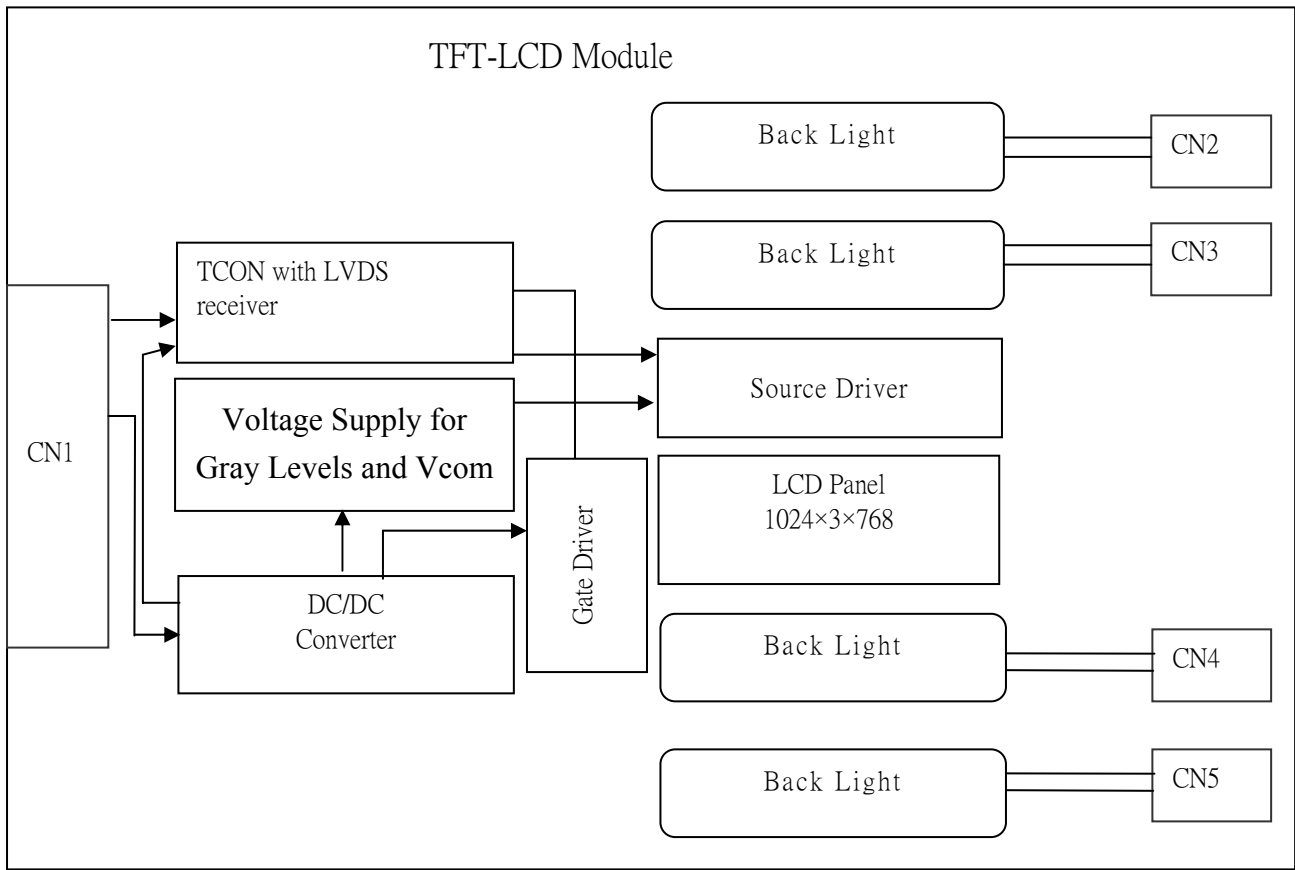 TFT-LCD Module
Back Light
CN2
Back Light
CN3
TCON with LVDS
receiver
CN1
Voltage Supply for
Gray Levels and Vcom
Source Driver
LCD Panel
1024×3×768
Gate Driver
DC/DC
Converter
Back Light
CN4
Back Light
CN5